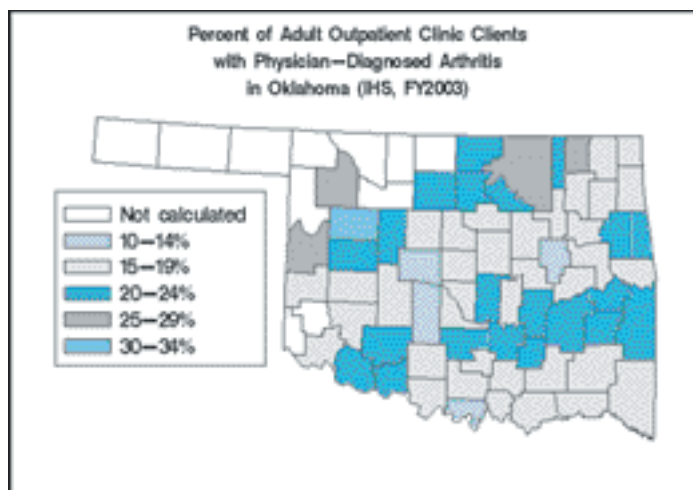 Percent of Adult Outpatient Clinic Clients
with Physician—Diagnosed Arthritis
in Oklahoma (IHS, FY2003)
Not calculated
10—14%
15—19%
20—24%
25—29%
30—34%